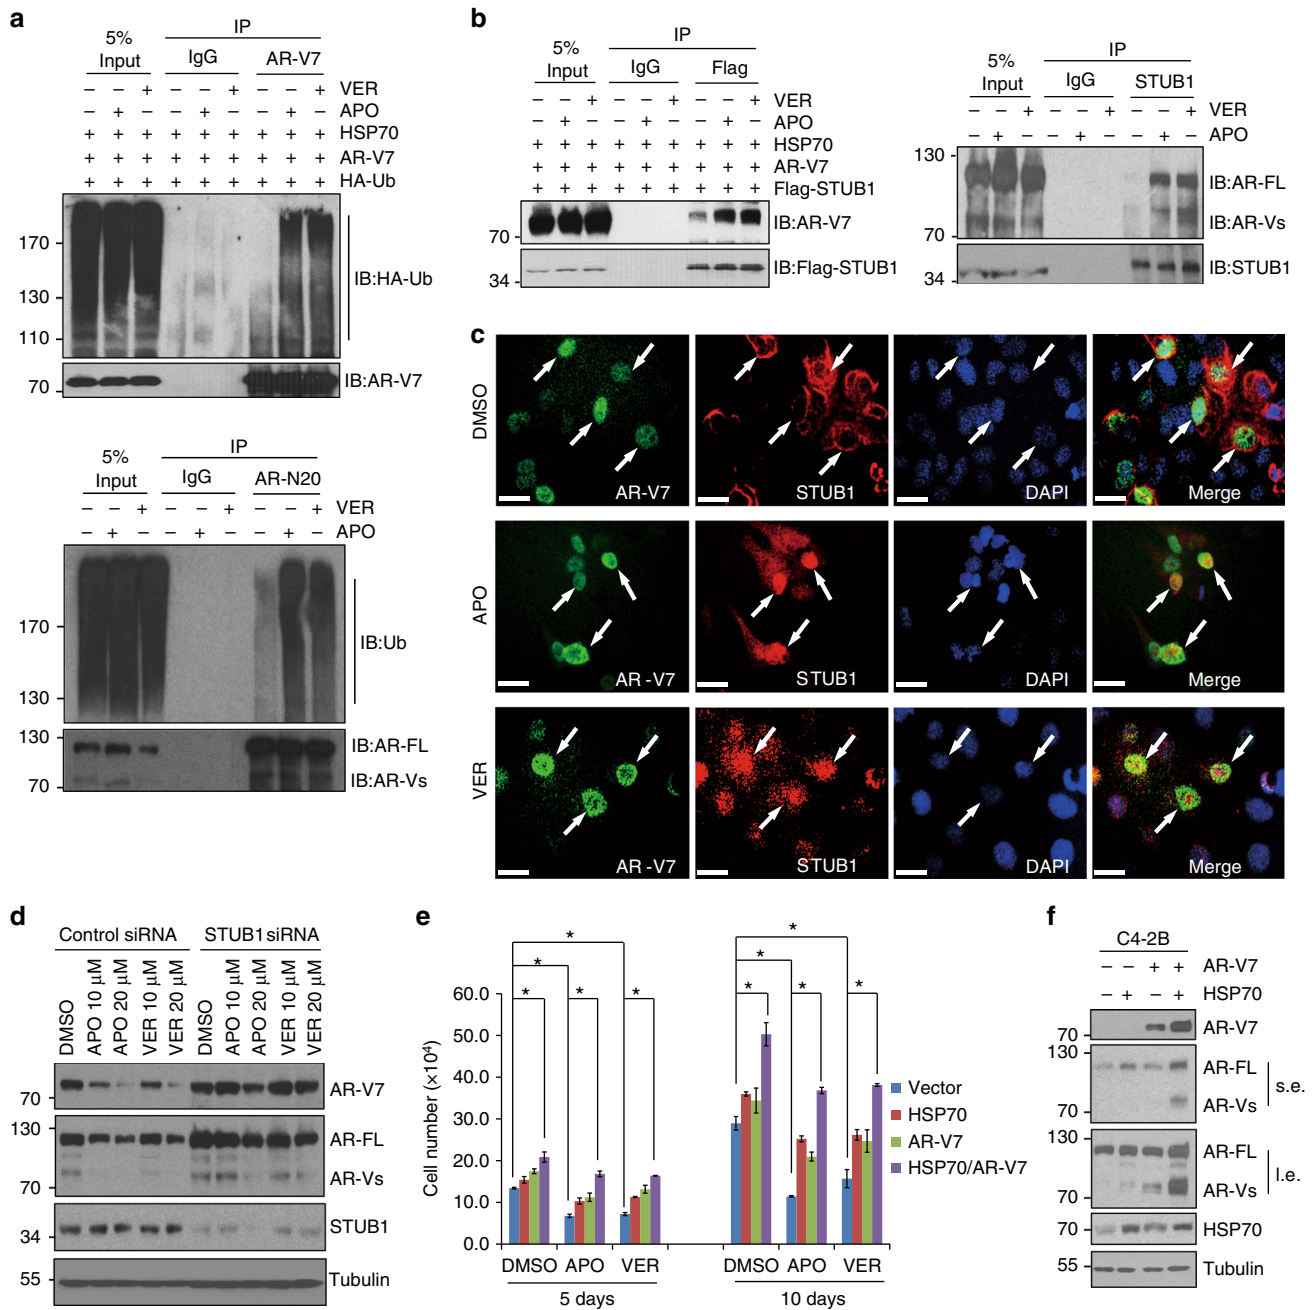 a
IP
5% Input
IgG
AR-V7
– – + – – + – – + VER
– + – – + – – + – APO
+ + + + + + + + + HSP70
+ + + + + + + + + AR-V7
+ + + + + + + + + HA-Ub
170
130
110
IB:HA-Ub
70
IB:AR-V7
IP
5% Input
IgG
AR-N20
– – + – – + – – + VER
– + – – + – – + – APO
170
130
IB:Ub
130
70
IB:AR-FL
IB:AR-Vs
b
IP
5% Input
IgG
Flag
– – + – – + – – + VER
– + – – + – – + – APO
+ + + + + + + + + HSP70
+ + + + + + + + + AR-V7
+ + + + + + + + + Flag-STUB1
70
IB:AR-V7
34
IB:Flag-STUB1
IP
5% Input
IgG
STUB1
– – + – – + – – + VER
– + – – + – – + – APO
130
70
IB:AR-FL
IB:AR-Vs
34
IB:STUB1
c
DMSO
AR-V7
STUB1
DAPI
Merge
APO
AR-V7
STUB1
DAPI
Merge
VER
AR-V7
STUB1
DAPI
Merge
d
Control siRNA
STUB1 siRNA
DMSO
APO 10 µM
APO 20 µM
VER 10 µM
VER 20 µM
DMSO
APO 10 µM
APO 20 µM
VER 10 µM
VER 20 µM
70
AR-V7
130
70
AR-FL
AR-Vs
34
STUB1
55
Tubulin
e
* * * * *
* * * * *
Cell number (×10⁴)
60.0
50.0
40.0
30.0
20.0
10.0
0.0
Vector
HSP70
AR-V7
HSP70/AR-V7
DMSO APO VER
DMSO APO VER
5 days
10 days
f
C4-2B
– – + + AR-V7
– + – + HSP70
70
AR-V7
130
70
AR-FL
AR-Vs
s.e.
130
70
AR-FL
AR-Vs
l.e.
70
HSP70
55
Tubulin